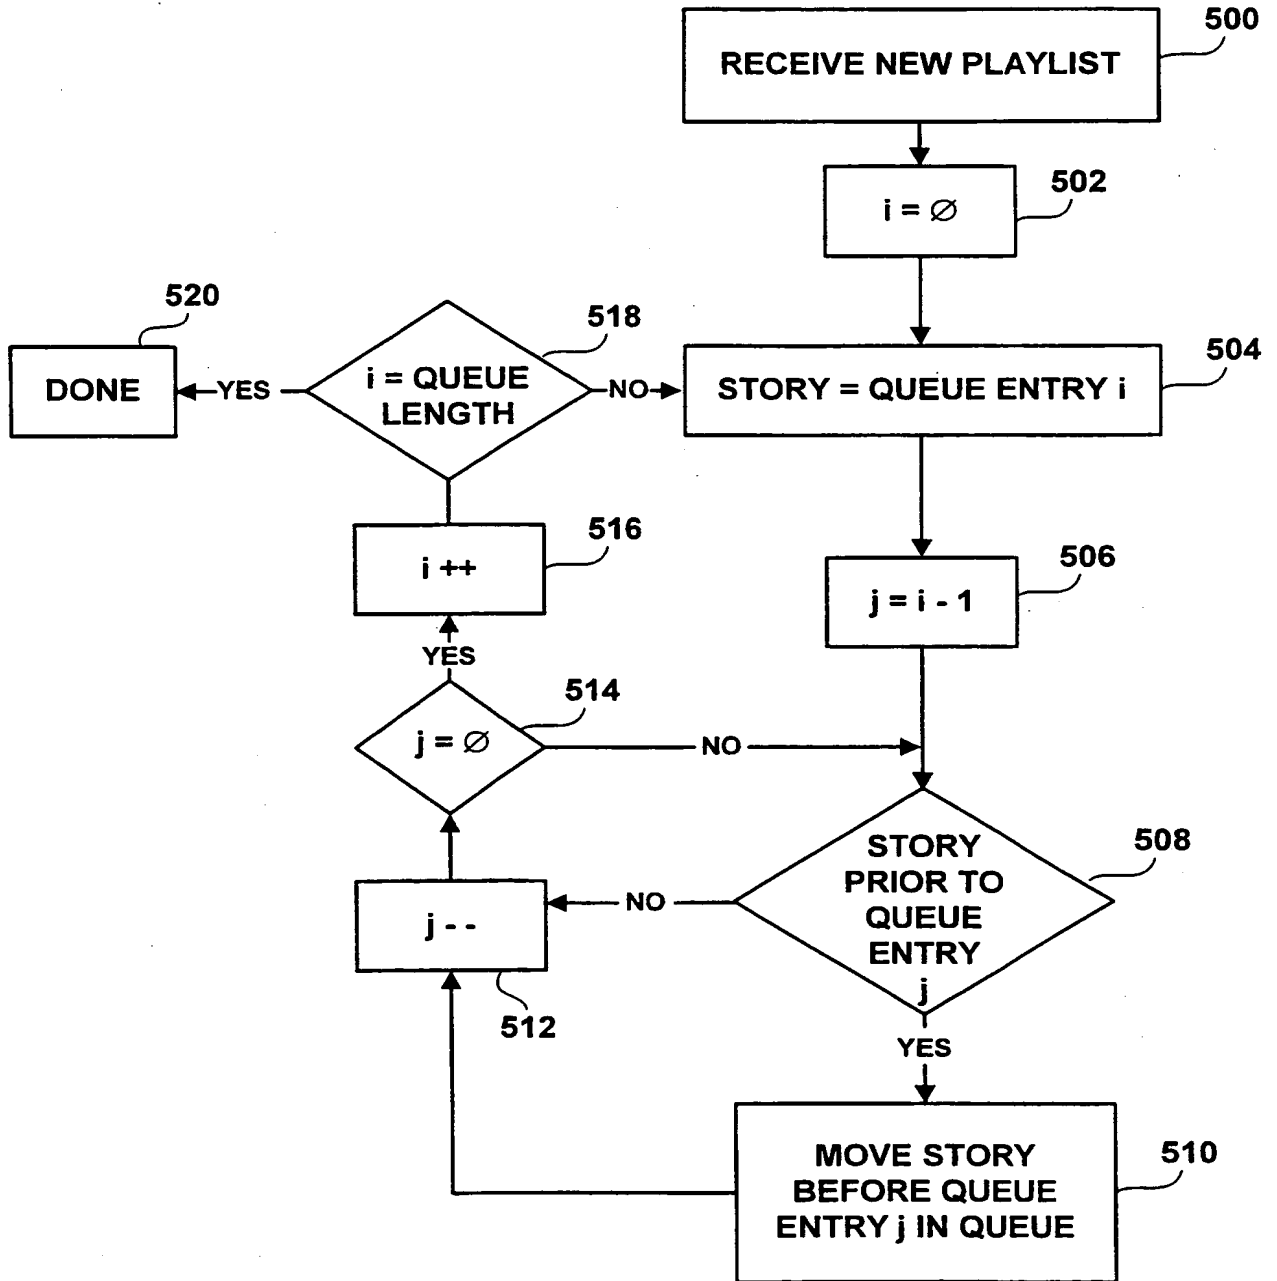 500
RECEIVE NEW PLAYLIST
502
i = ∅
520
DONE
YES
518
i = QUEUE
LENGTH
NO
504
STORY = QUEUE ENTRY i
516
i ++
506
j = i - 1
YES
514
j = ∅
NO
508
STORY
PRIOR TO
QUEUE
ENTRY
j
NO
j - -
512
YES
510
MOVE STORY
BEFORE QUEUE
ENTRY j IN QUEUE